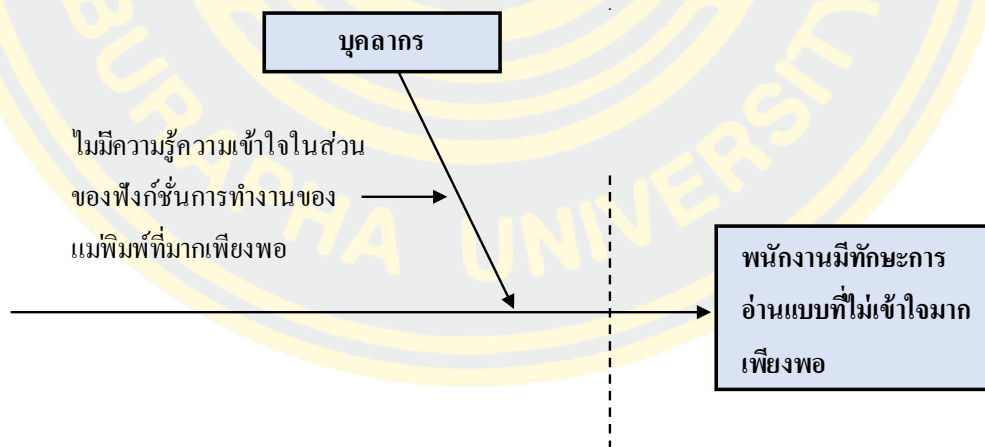 บุคลากร
ไม่มีความรู้ความเข้าใจในส่วน
ของฟังก์ชั่นการทำงานของ
แม่พิมพ์ที่มากเพียงพอ
พนักงานมีทักษะการ
อ่านแบบที่ไม่เข้าใจมาก
เพียงพอ
BURAPHA UNIVERSIT